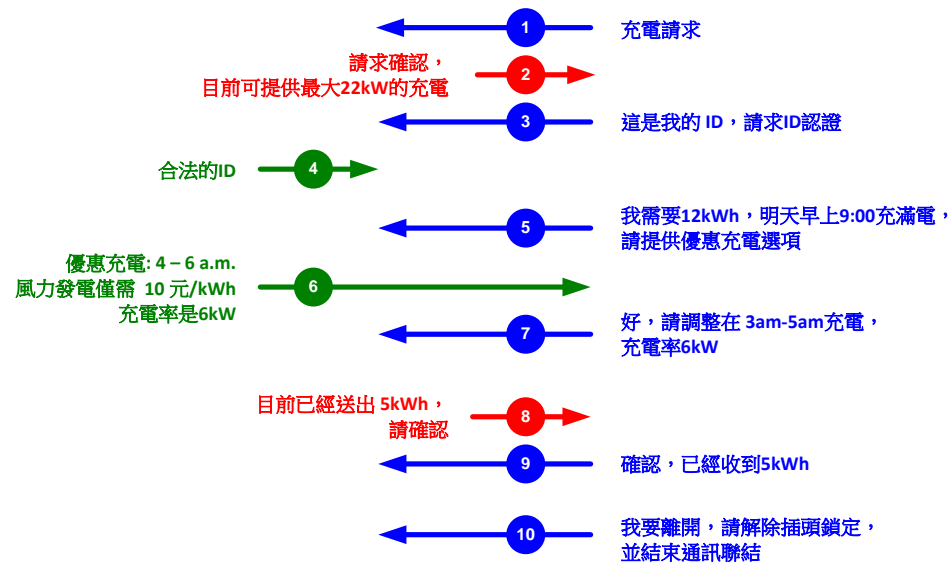 1
充電請求
請求確認，
目前可提供最大22kW的充電
2
3
這是我的 ID，請求ID認證
合法的ID
4
5
我需要12kWh，明天早上9:00充滿電，
請提供優惠充電選項
優惠充電: 4 – 6 a.m.
風力發電僅需 10 元/kWh
充電率是6kW
6
7
好，請調整在 3am-5am充電，
充電率6kW
目前已經送出 5kWh，
請確認
8
9
確認，已經收到5kWh
10
我要離開，請解除插頭鎖定，
並結束通訊聯結